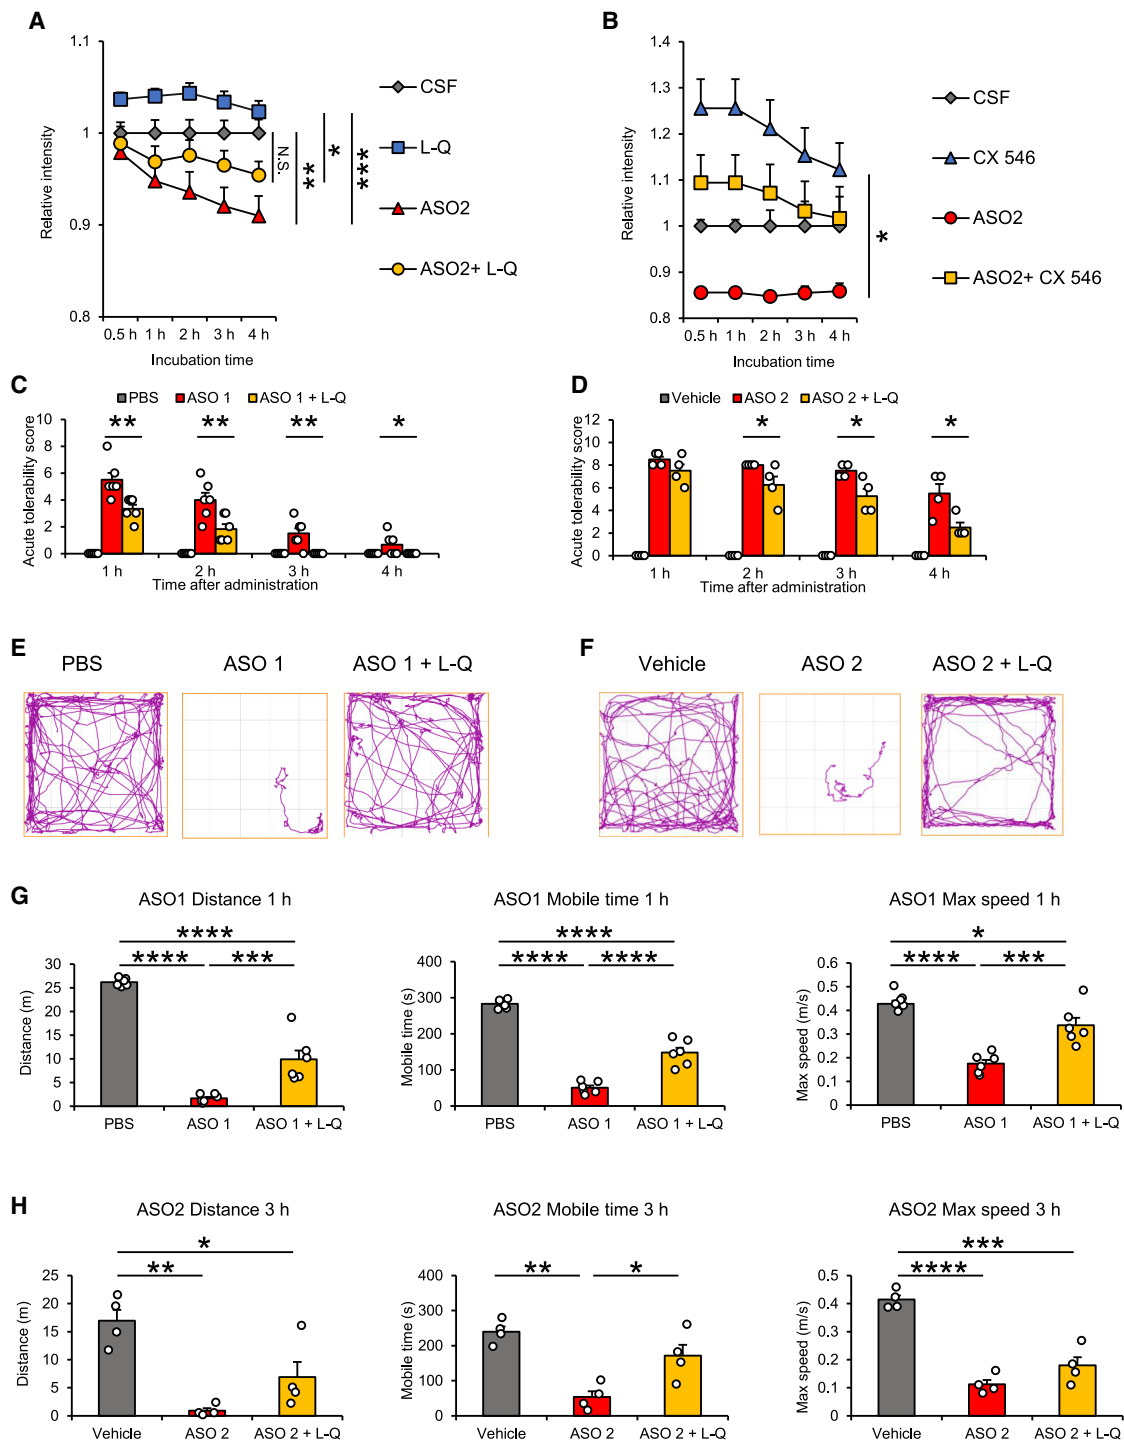 A
1.1
1
0.9
0.8
Relative intensity
0.5 h 1 h 2 h 3 h 4 h
Incubation time
N.S.
**
*
***
CSF
L-Q
ASO2
ASO2+ L-Q
B
1.4
1.3
1.2
1.1
1
0.9
0.8
Relative intensity
0.5 h 1 h 2 h 3 h 4 h
Incubation time
*
CSF
CX 546
ASO2
ASO2+ CX 546
C
PBS ASO 1 ASO 1 + L-Q
Acute tolerability score
10
8
6
4
2
0
** ** ** *
1 h 2 h 3 h 4 h
Time after administration
D
Vehicle ASO 2 ASO 2 + L-Q
Acute tolerability score
12
10
8
6
4
2
0
* * *
1 h 2 h 3 h 4 h
Time after administration
E
PBS ASO 1 ASO 1 + L-Q
F
Vehicle ASO 2 ASO 2 + L-Q
G
ASO1 Distance 1 h
****
**** ***
Distance (m)
30
25
20
15
10
5
0
PBS ASO 1 ASO 1 + L-Q
ASO1 Mobile time 1 h
****
**** ****
Mobile time (s)
400
300
200
100
0
PBS ASO 1 ASO 1 + L-Q
ASO1 Max speed 1 h
*
**** ***
Max speed (m/s)
0.6
0.5
0.4
0.3
0.2
0.1
0
PBS ASO 1 ASO 1 + L-Q
H
ASO2 Distance 3 h
*
**
Distance (m)
25
20
15
10
5
0
Vehicle ASO 2 ASO 2 + L-Q
ASO2 Mobile time 3 h
** *
Mobile time (s)
400
300
200
100
0
Vehicle ASO 2 ASO 2 + L-Q
ASO2 Max speed 3 h
***
****
Max speed (m/s)
0.5
0.4
0.3
0.2
0.1
0
Vehicle ASO 2 ASO 2 + L-Q